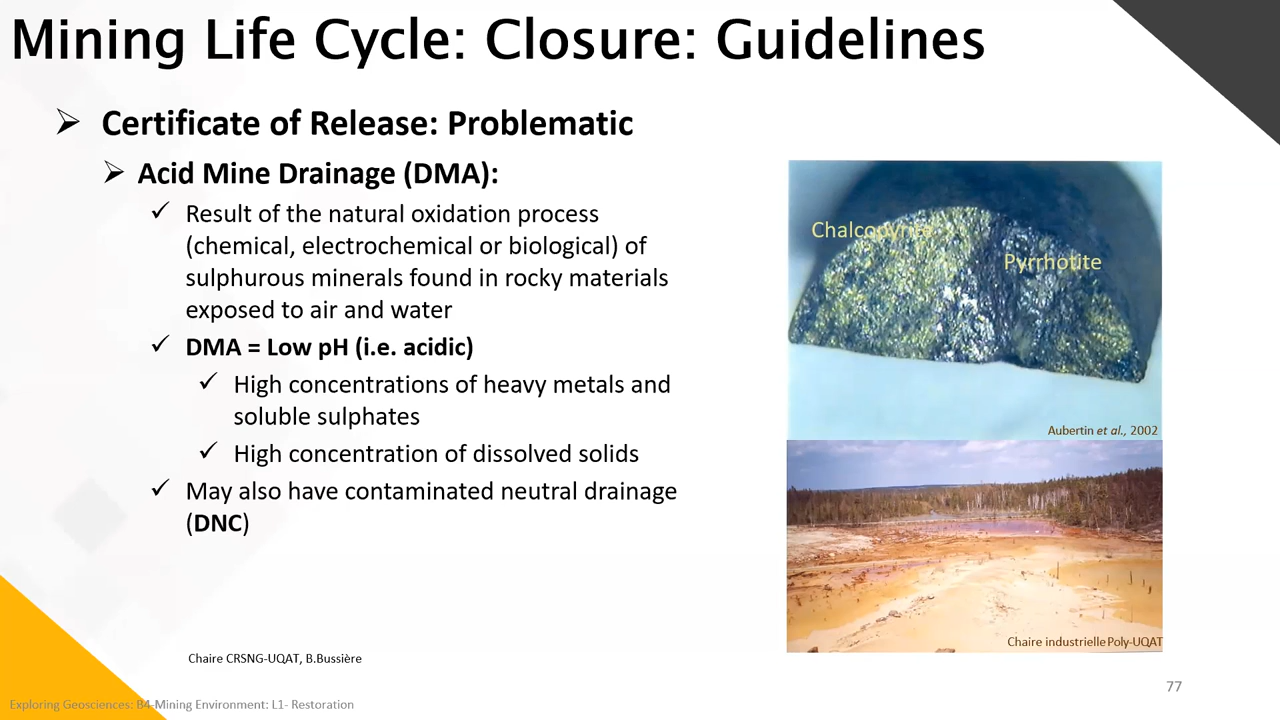 Mining Life Cycle: Closure: Guidelines
Certificate of Release: Problematic
Acid Mine Drainage (DMA):
Result of the natural oxidation process
(chemical, electrochemical or biological) of
sulphurous minerals found in rocky materials
exposed to air and water
DMA = Low pH (i.e. acidic)
High concentrations of heavy metals and
soluble sulphates
High concentration of dissolved solids
May also have contaminated neutral drainage
(DNC)
Chalcopyrite
Pyrrhotite
Aubertin et al., 2002
Chaire industrielle Poly-UQAT
Chaire CRSNG-UQAT, B.Bussière
77
Exploring Geosciences: B4-Mining Environment: L1- Restoration